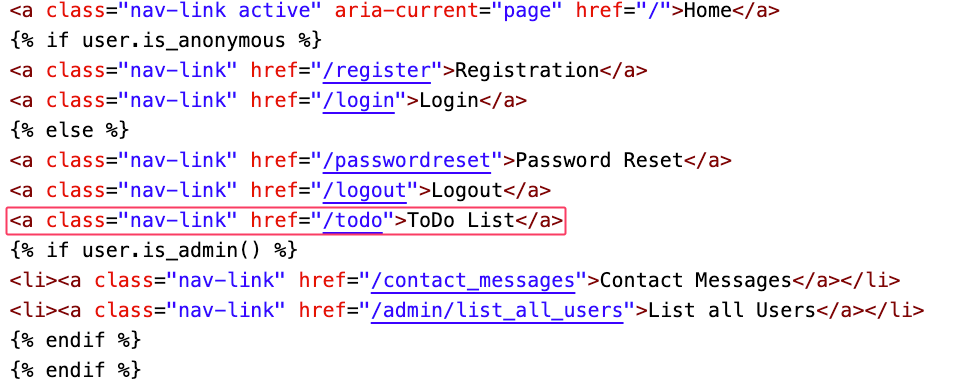 <a class="nav-link active" aria-current="page" href="/">Home</a>
{% if user.is_anonymous %}
<a class="nav-link" href="/register">Registration</a>
<a class="nav-link" href="/login">Login</a>
{% else %}
<a class="nav-link" href="/passwordreset">Password Reset</a>
<a class="nav-link" href="/logout">Logout</a>
<a class="nav-link" href="/todo">ToDo List</a>
{% if user.is_admin() %}
<li><a class="nav-link" href="/contact_messages">Contact Messages</a></li>
<li><a class="nav-link" href="/admin/list_all_users">List all Users</a></li>
{% endif %}
{% endif %}